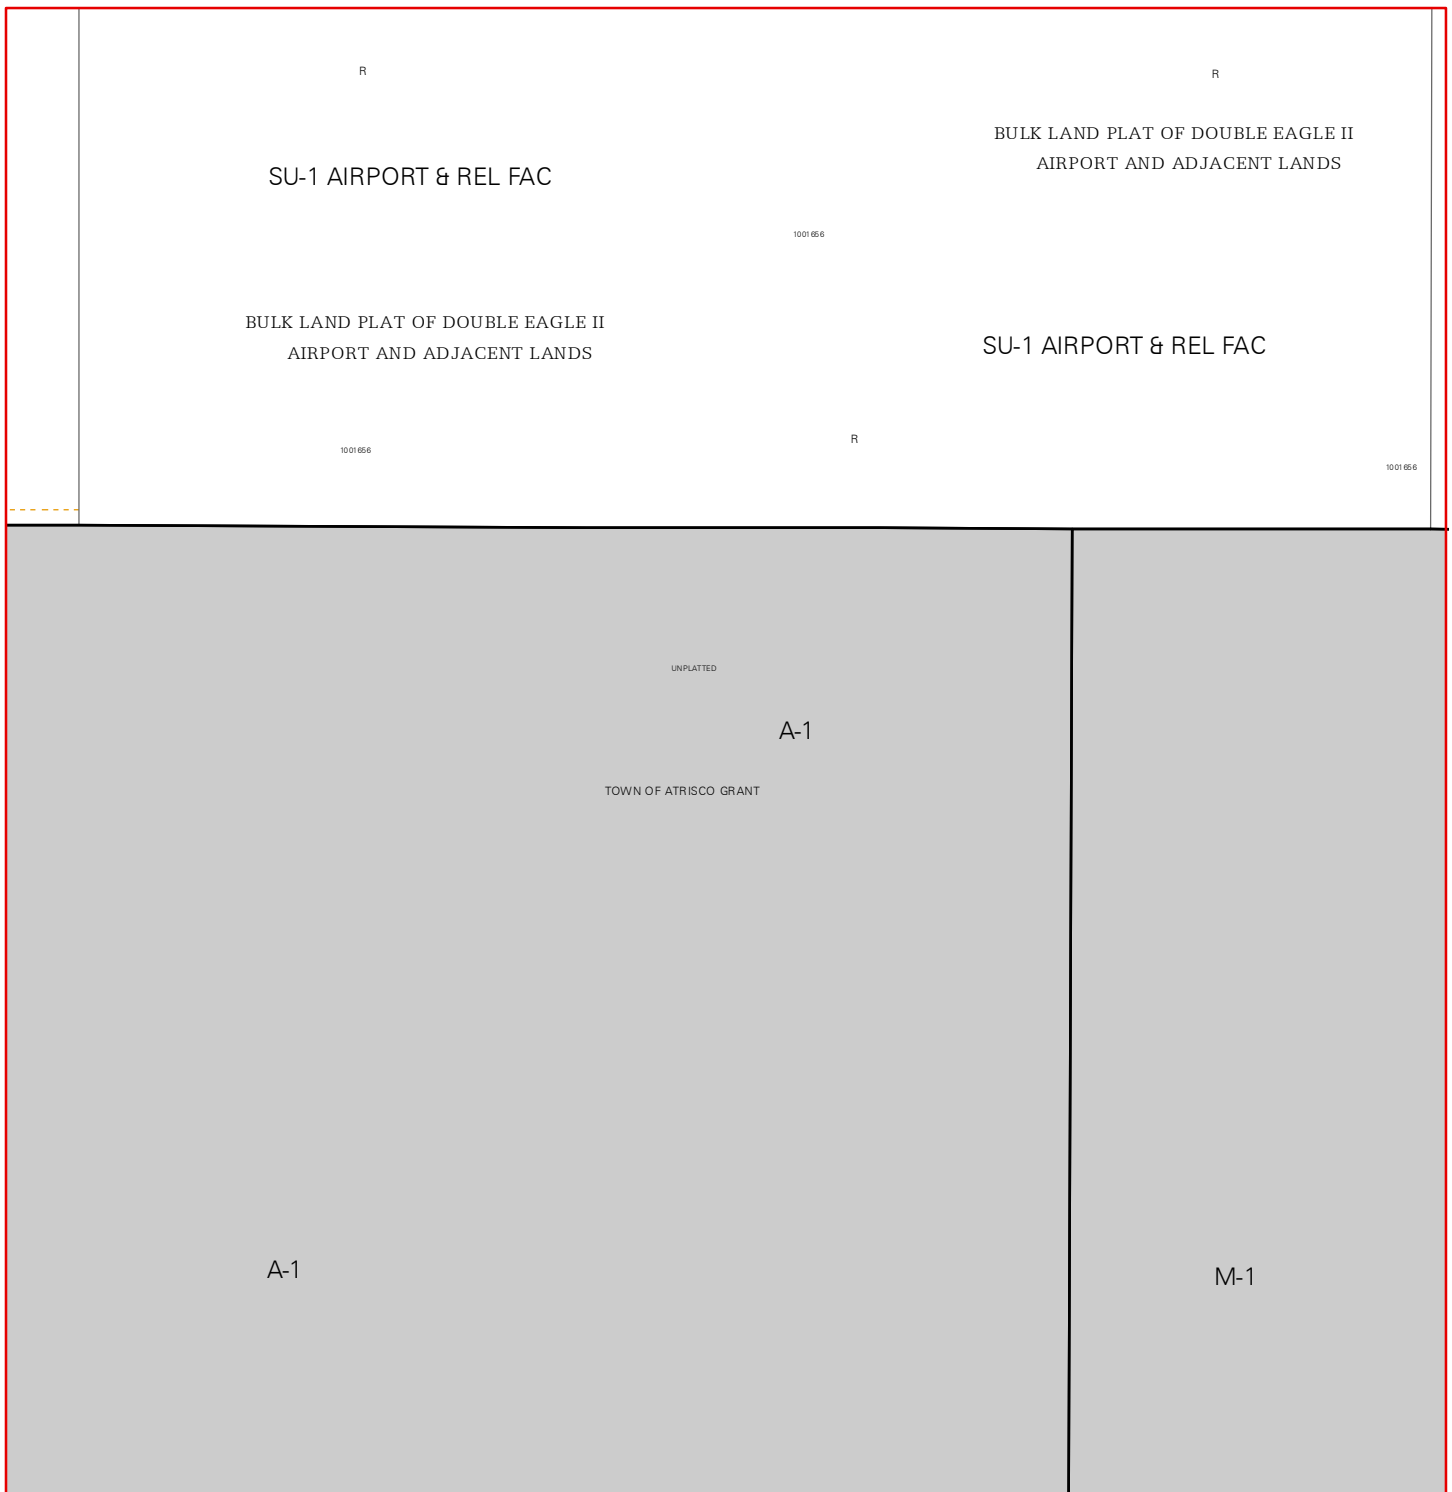 R
R
BULK LAND PLAT OF DOUBLE EAGLE II
AIRPORT AND ADJACENT LANDS
SU-1 AIRPORT & REL FAC
1001656
BULK LAND PLAT OF DOUBLE EAGLE II
AIRPORT AND ADJACENT LANDS
SU-1 AIRPORT & REL FAC
R
1001656
1001656
UNPLATTED
A-1
TOWN OF ATRISCO GRANT
A-1
M-1